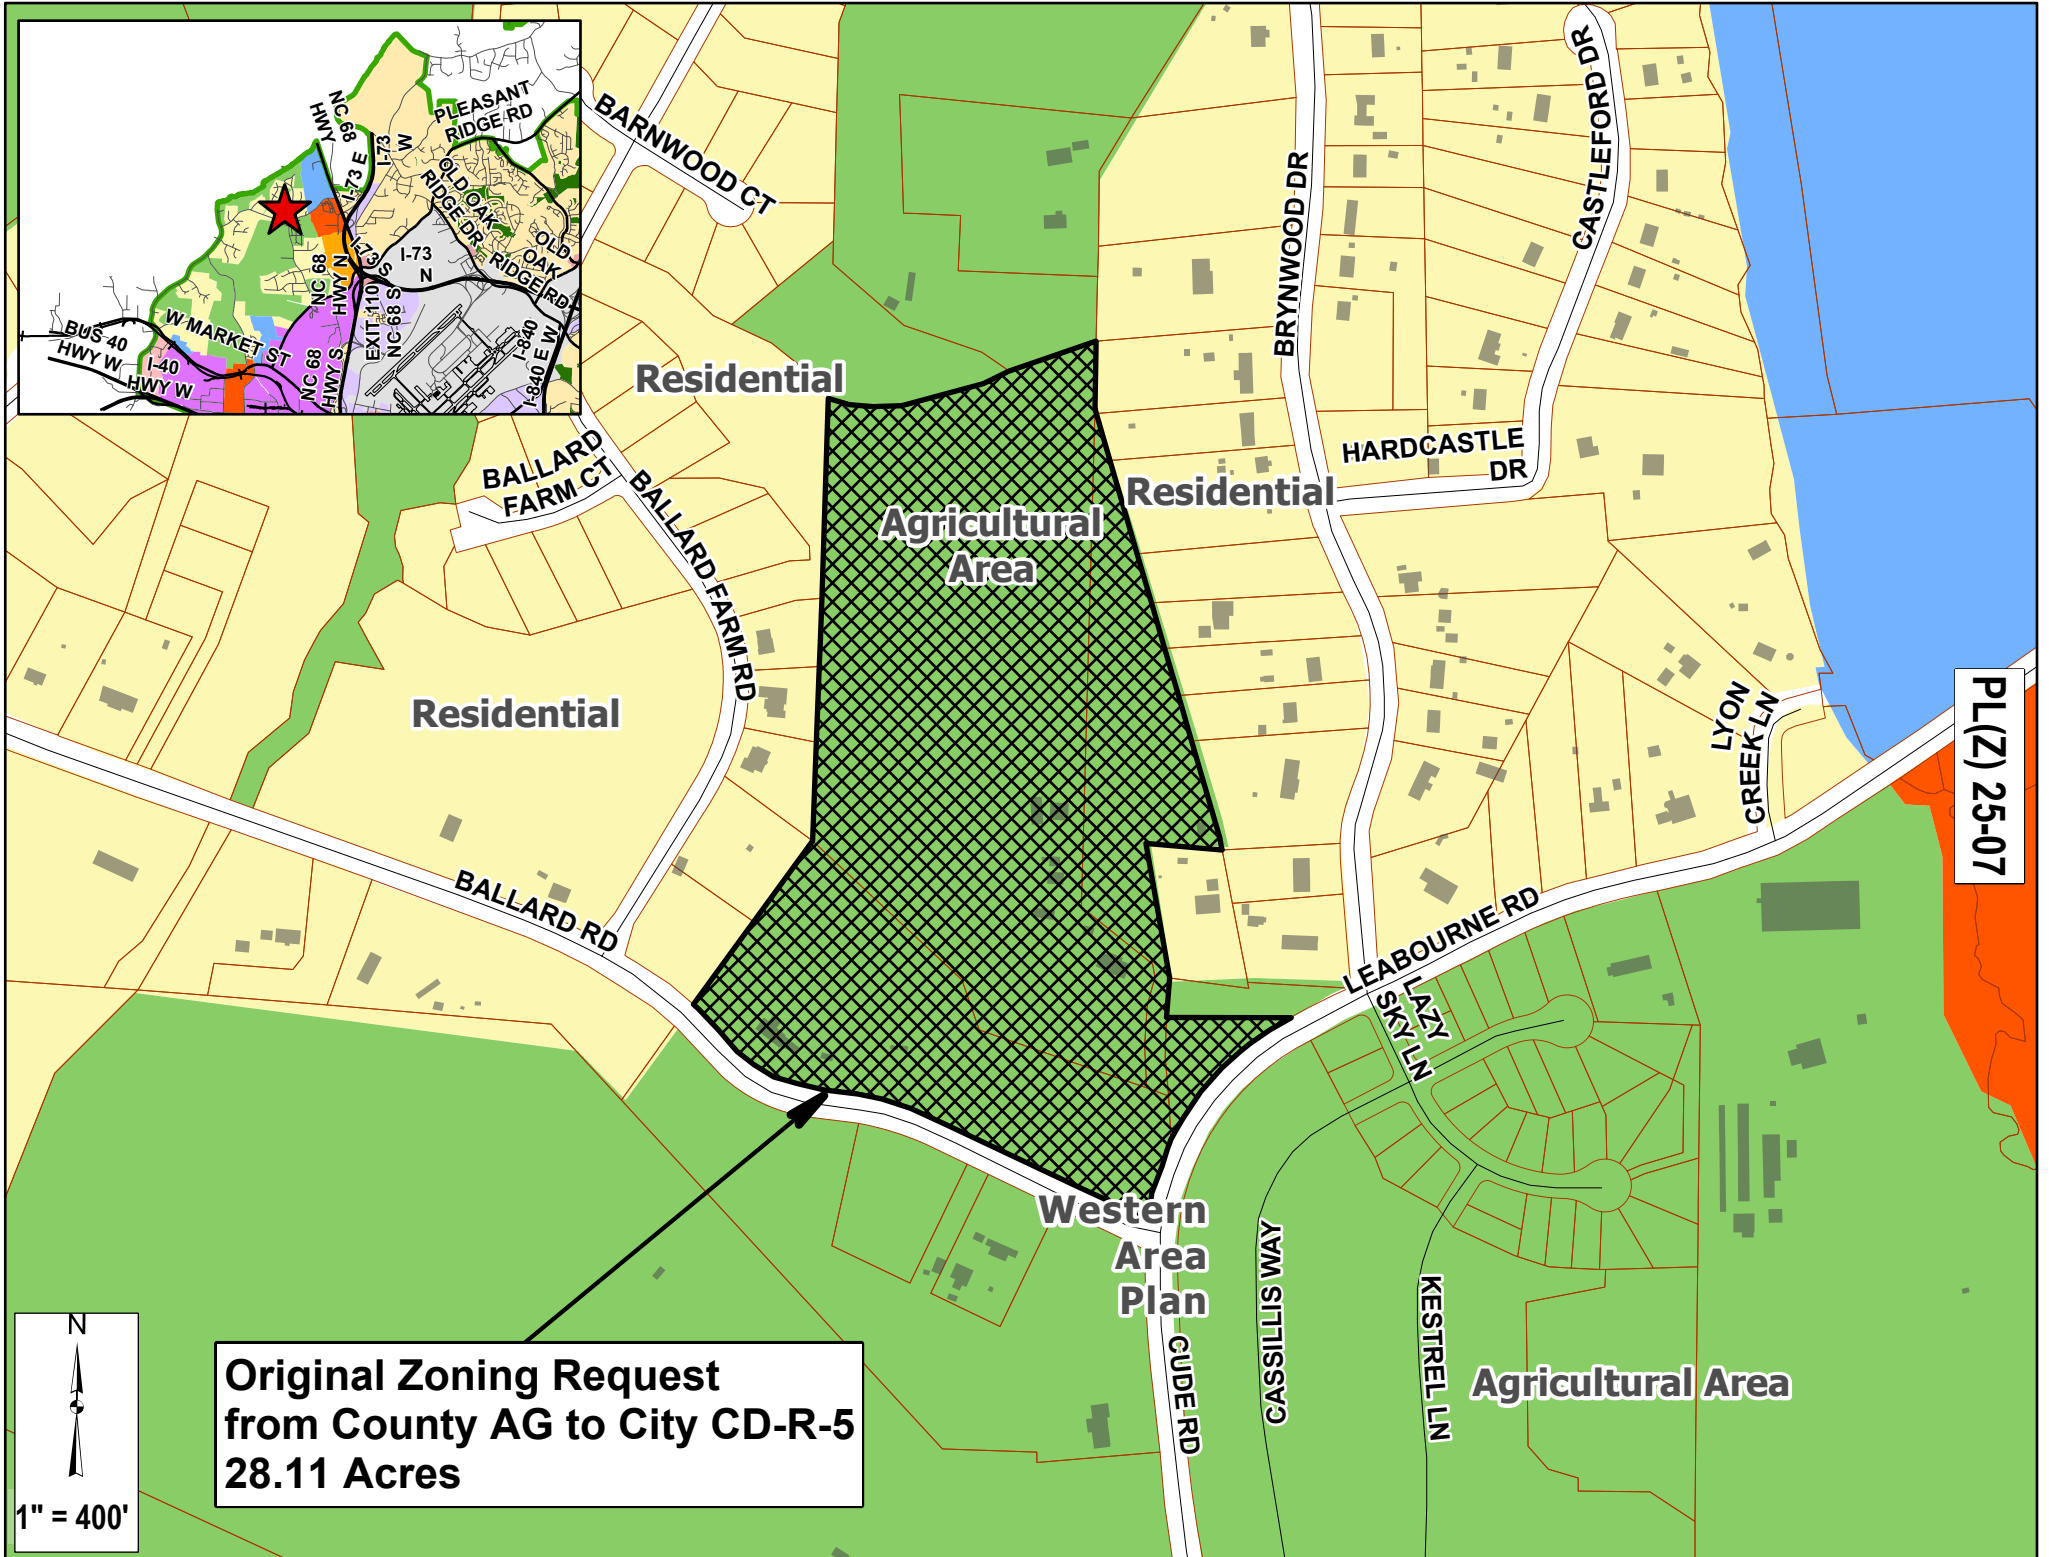 NC 68
HWY
PLEASANT
RIDGE RD
I-73
W
I-73 E
OLD OAK
RIDGE DR
OLD
OAK
RIDGE RD
I-73 S
I-73
N
NC 68
HWY N
EXIT 110
NC 68 S
I-840
I-840 E W
BUS 40
HWY W
W MARKET ST
I-40
HWY W
NC 68
HWY S
BARNWOOD CT
BRYNWOOD DR
CASTLEFORD DR
Residential
BALLARD
FARM CT
BALLARD FARM RD
HARDCASTLE
DR
Residential
Agricultural
Area
Residential
LYON
CREEK LN
PL(Z) 25-07
BALLARD RD
LEABOURNE RD
LAZY
SKY LN
Western
Area
Plan
CUDE RD
CASSILLIS WAY
KESTREL LN
Agricultural Area
N
1" = 400'
Original Zoning Request
from County AG to City CD-R-5
28.11 Acres